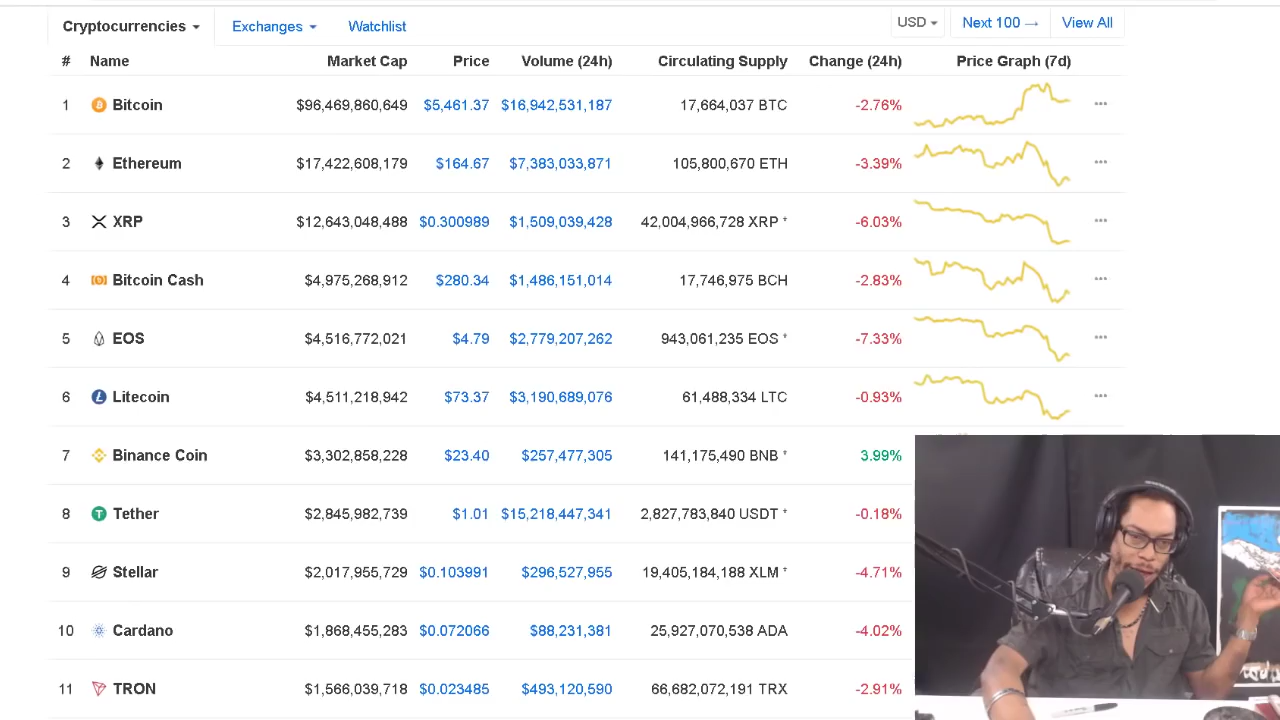 Cryptocurrencies Exchanges Watchlist USD Next 100 → View All
# Name Market Cap Price Volume (24h) Circulating Supply Change (24h) Price Graph (7d)
1 Bitcoin $96,469,860,649 $5,461.37 $16,942,531,187 17,664,037 BTC -2.76%
2 Ethereum $17,422,608,179 $164.67 $7,383,033,871 105,800,670 ETH -3.39%
3 XRP $12,643,048,488 $0.300989 $1,509,039,428 42,004,966,728 XRP * -6.03%
4 Bitcoin Cash $4,975,268,912 $280.34 $1,486,151,014 17,746,975 BCH -2.83%
5 EOS $4,516,772,021 $4.79 $2,779,207,262 943,061,235 EOS * -7.33%
6 Litecoin $4,511,218,942 $73.37 $3,190,689,076 61,488,334 LTC -0.93%
7 Binance Coin $3,302,858,228 $23.40 $257,477,305 141,175,490 BNB * 3.99%
8 Tether $2,845,982,739 $1.01 $15,218,447,341 2,827,783,840 USDT * -0.18%
9 Stellar $2,017,955,729 $0.103991 $296,527,955 19,405,184,188 XLM * -4.71%
10 Cardano $1,868,455,283 $0.072066 $88,231,381 25,927,070,538 ADA -4.02%
11 TRON $1,566,039,718 $0.023485 $493,120,590 66,682,072,191 TRX -2.91%